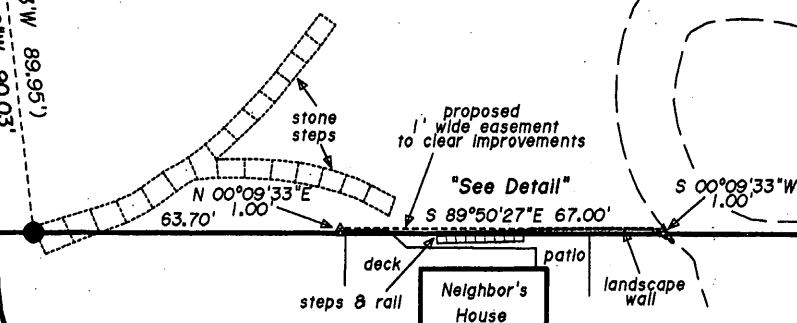 89.95')
90.03'
stone
steps
proposed
1' wide easement
to clear improvements
"See Detail"
N 00°09'33"E
1.00'
S 00°09'33"W
1.00'
63.70'
S 89°50'27"E 67.00'
deck
patio
steps & rail
landscape
wall
Neighbor's
House